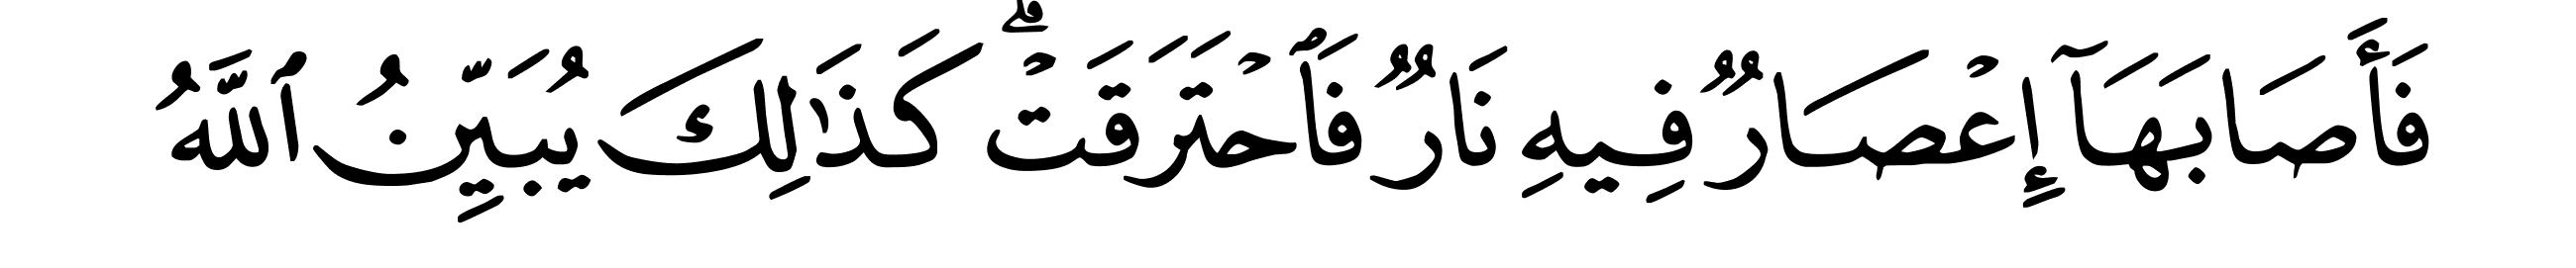 فَأَصَابَهَآ إِعْصَارٌ فِيهِ نَارٌ فَٱحْتَرَقَتْ ۗ كَذَٰلِكَ يُبَيِّنُ ٱللَّهُ